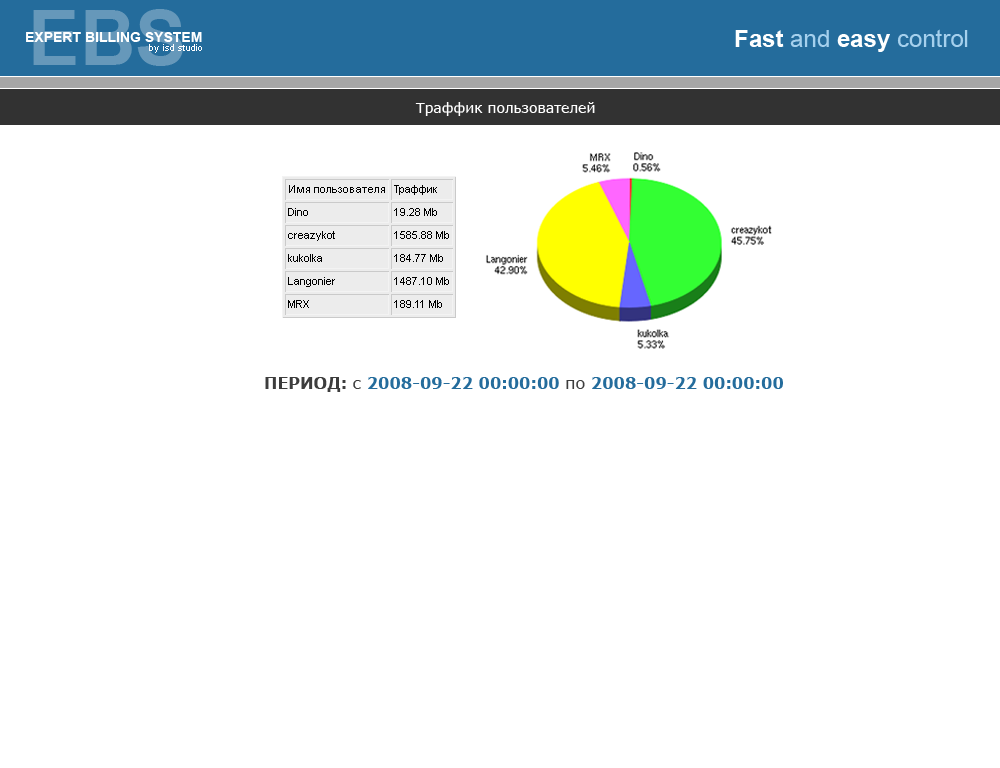 EBS
EXPERT BILLING SYSTEM
by isd studio
Fast and easy control
Траффик пользователей
Имя пользователя Траффик
Dino 19.28 Mb
creazykot 1585.88 Mb
kukolka 184.77 Mb
Langonier 1487.10 Mb
MRX 189.11 Mb
MRX
5.46%
Dino
0.56%
creazykot
45.75%
Langonier
42.90%
kukolka
5.33%
ПЕРИОД: с 2008-09-22 00:00:00 по 2008-09-22 00:00:00